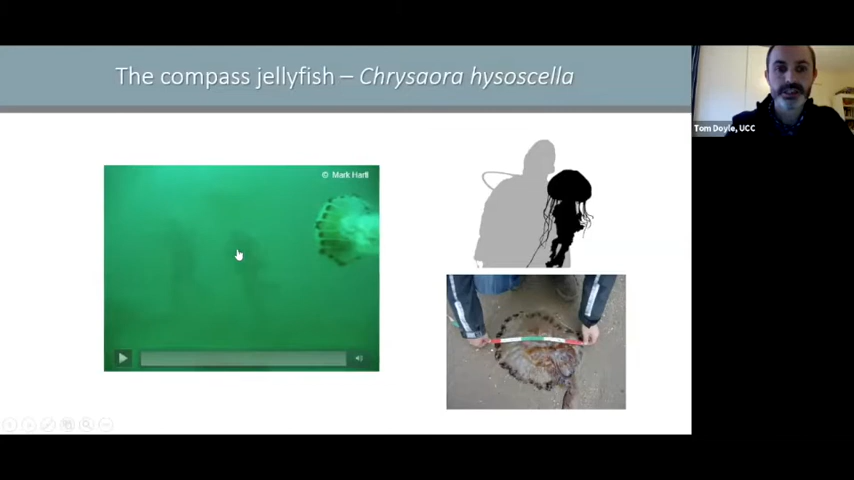 The compass jellyfish – Chrysaora hysoscella
Tom Doyle, UCC
© Mark Hartl